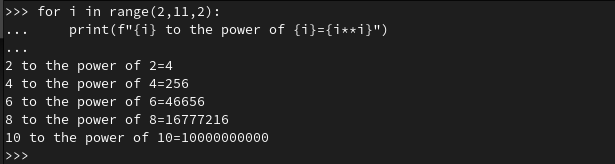 >>> for i in range(2,11,2):
...     print(f"{i} to the power of {i}={i**i}")
...
2 to the power of 2=4
4 to the power of 4=256
6 to the power of 6=46656
8 to the power of 8=16777216
10 to the power of 10=10000000000
>>>